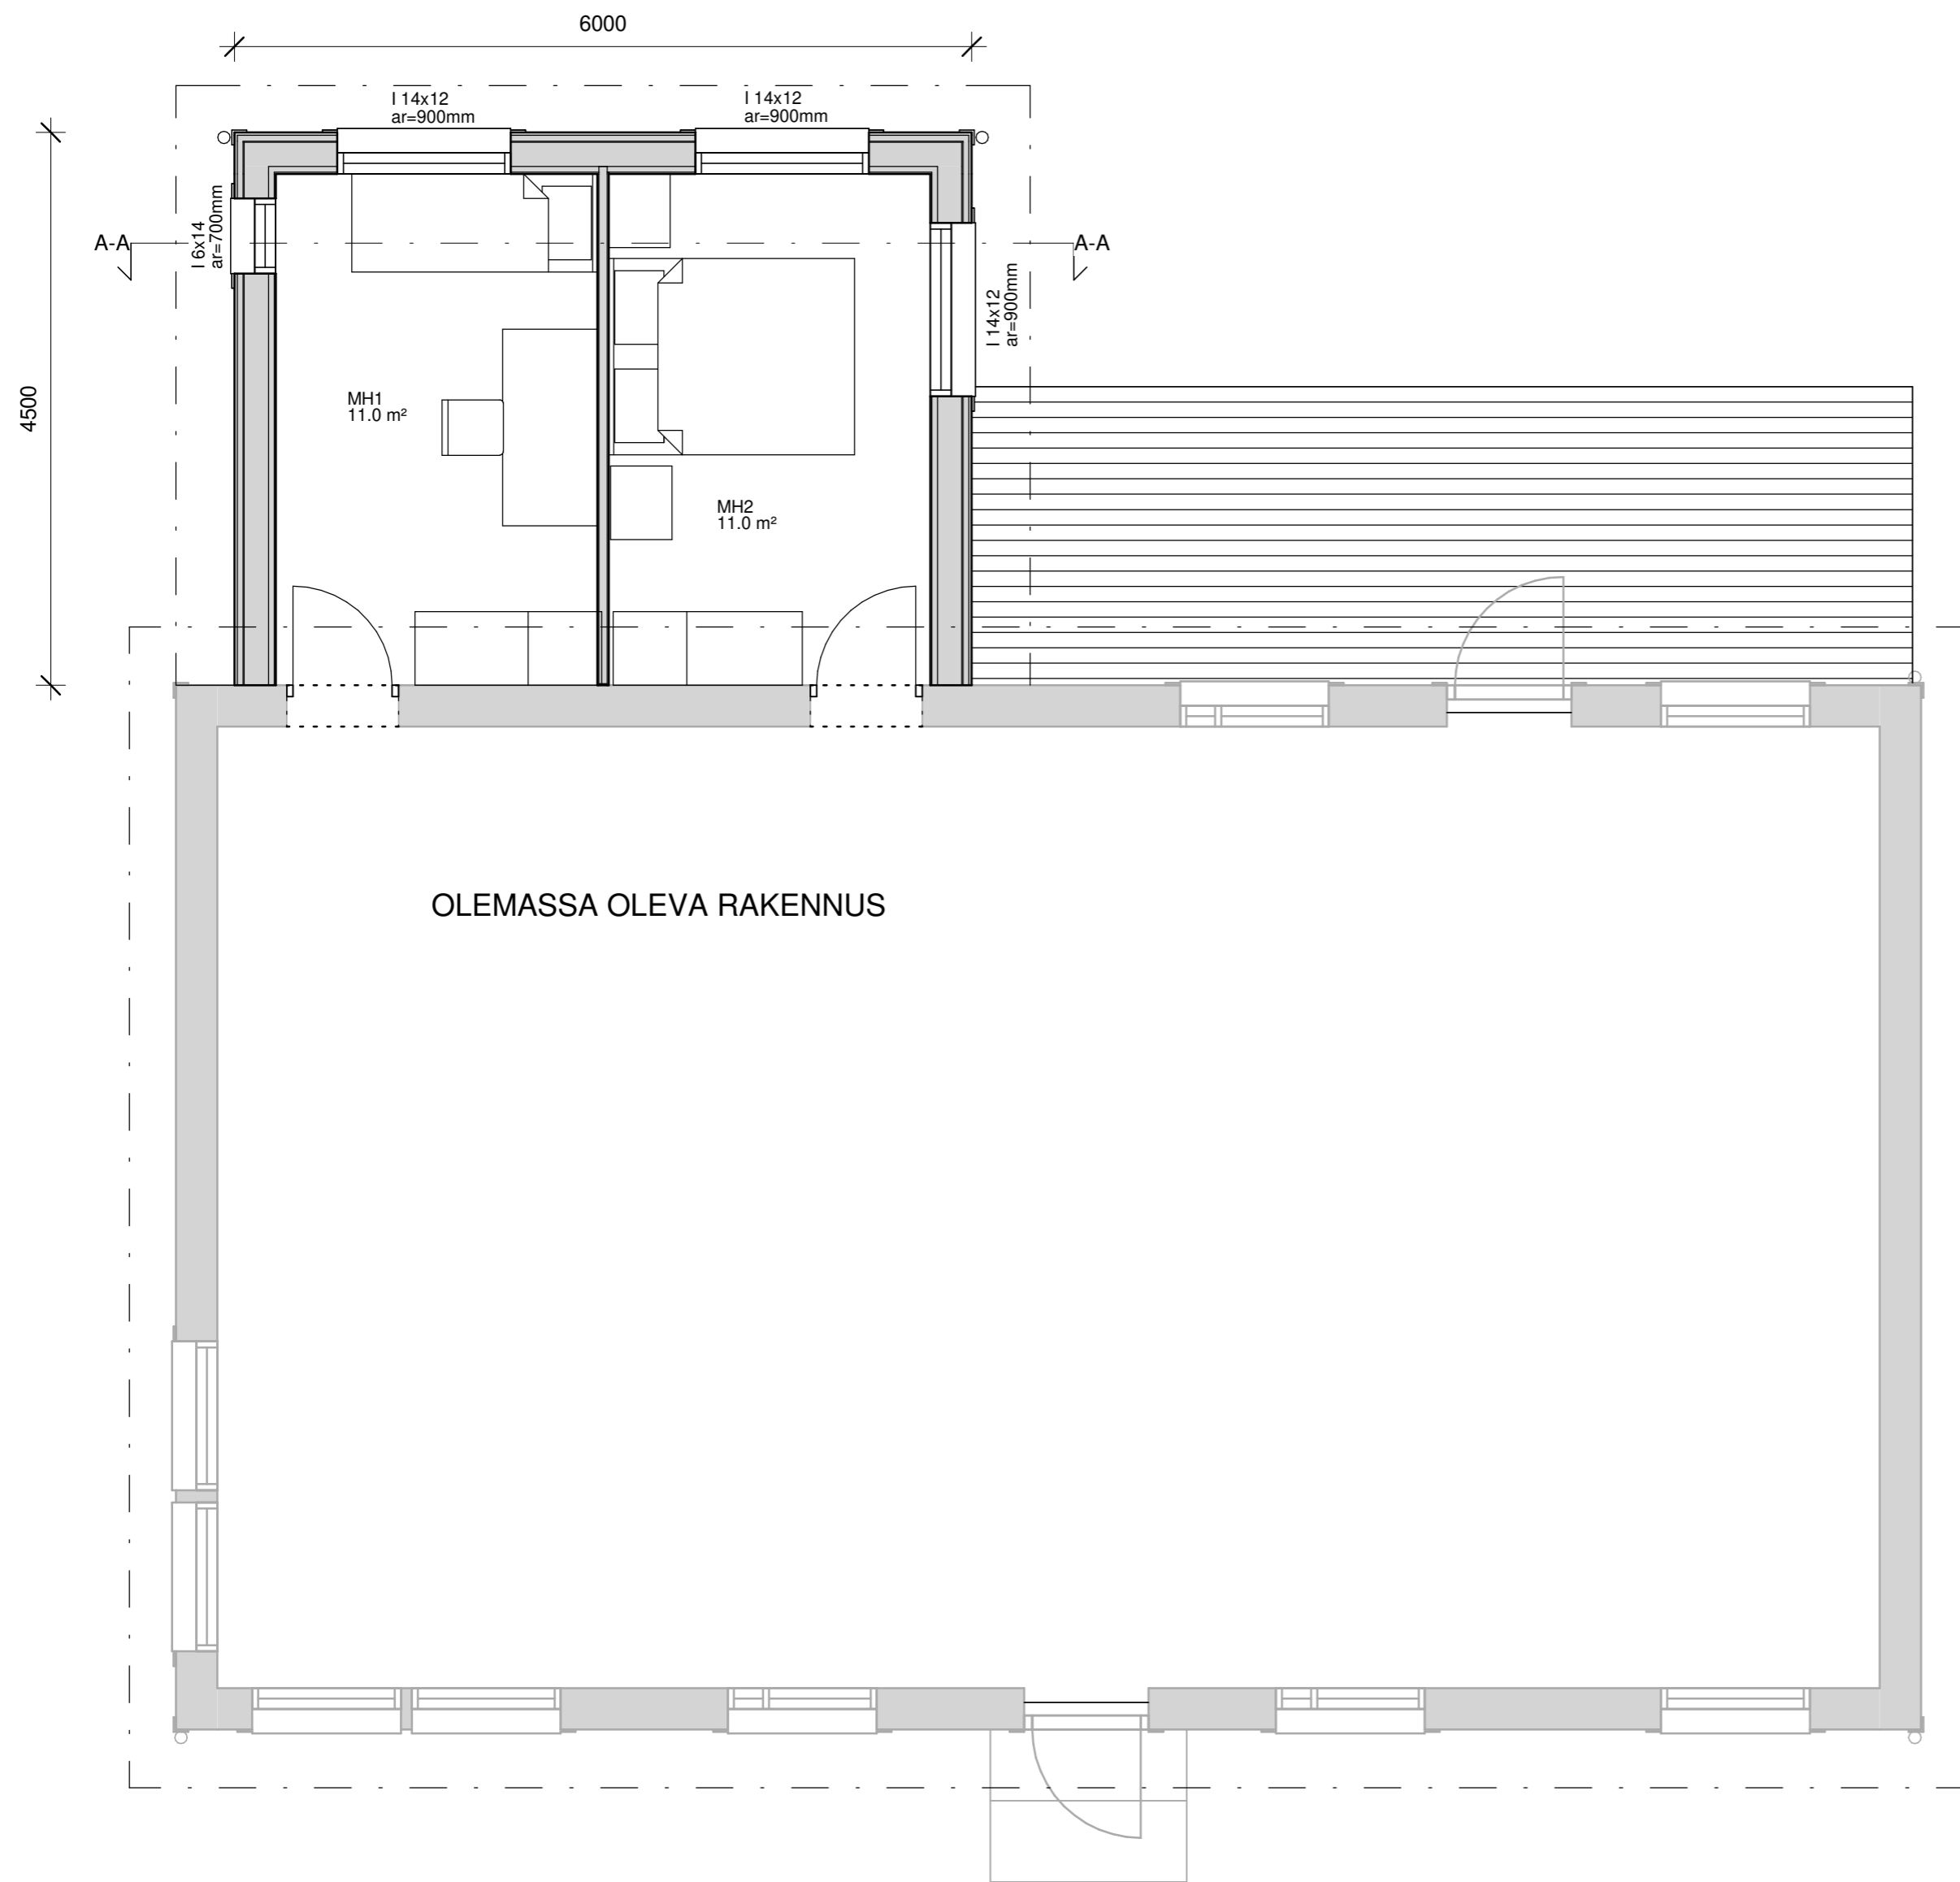 6000
I 14x12
ar=900mm
I 14x12
ar=900mm
I 6x14
ar=700mm
A-A
A-A
I 14x12
ar=900mm
4500
MH1
11.0 m²
MH2
11.0 m²
OLEMASSA OLEVA RAKENNUS